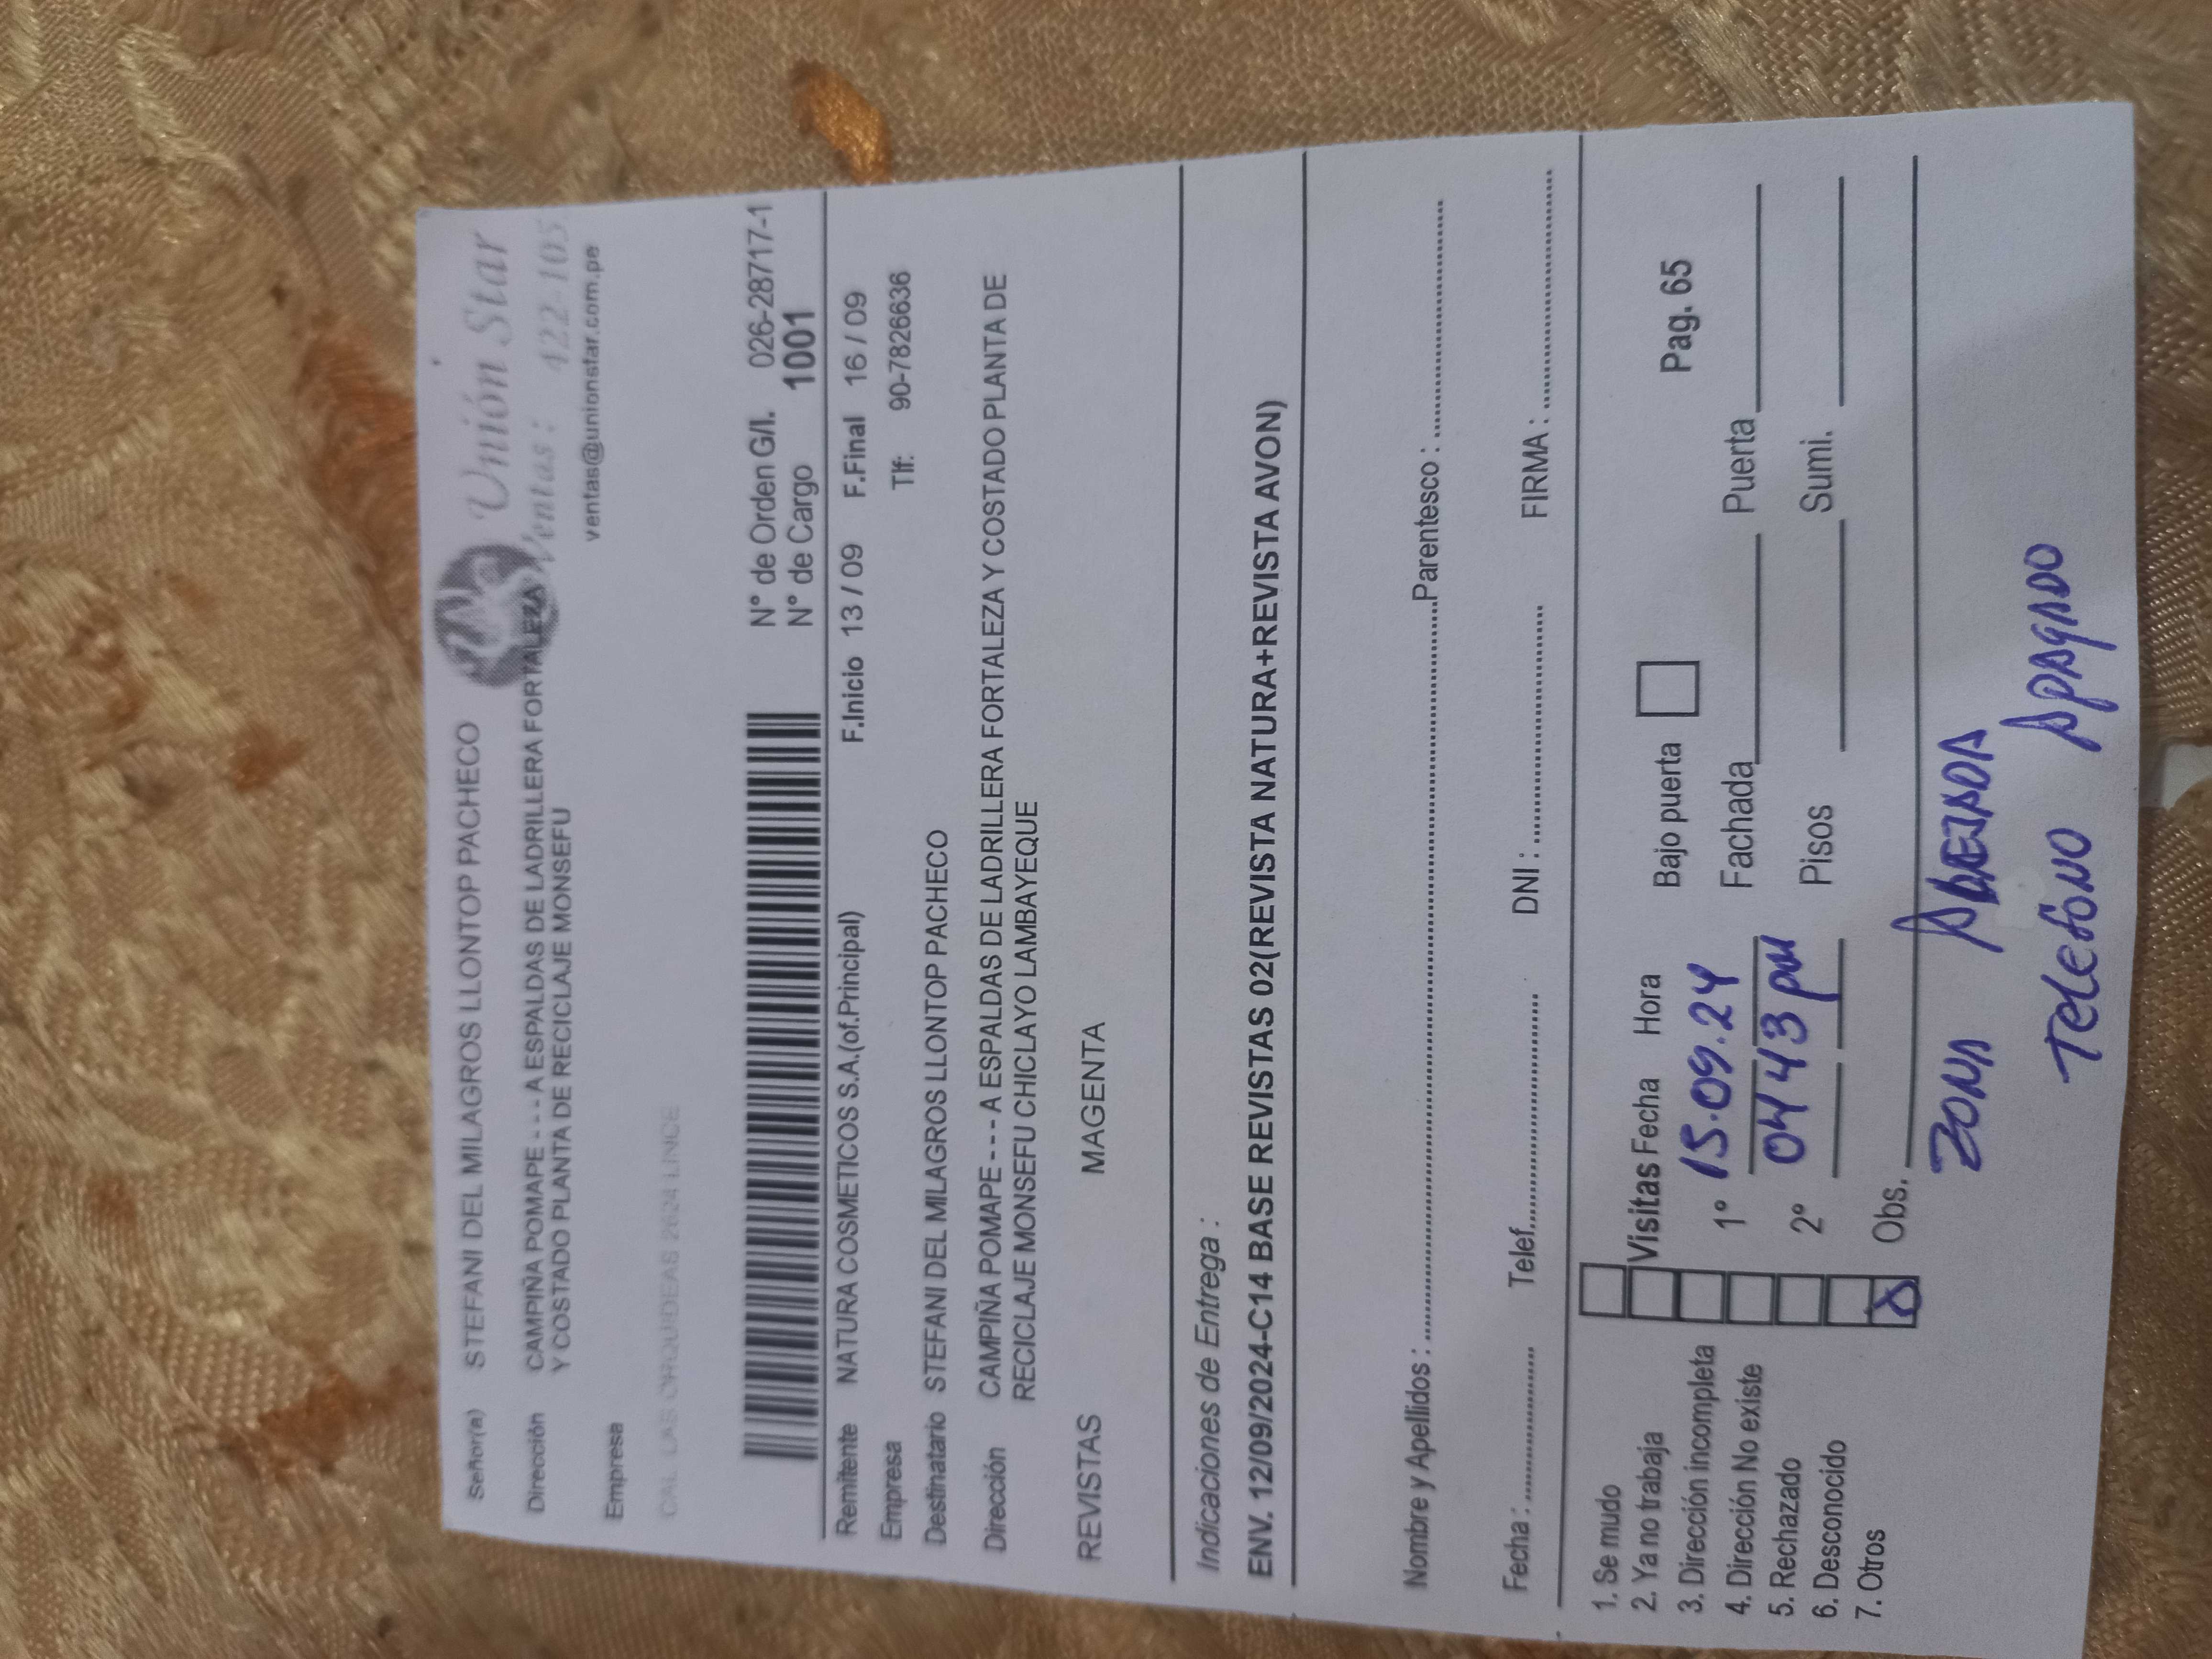 Señor(a) STEFANI DEL MILAGROS LLONTOP PACHECO
Unión Star
Ventas : 422-105
ventas@unionstar.com.pe
Dirección CAMPIÑA POMAPE - - - A ESPALDAS DE LADRILLERA FORTALEZA
Y COSTADO PLANTA DE RECICLAJE MONSEFU
Empresa
CAL. LAS ORQUIDEAS 2624 LINCE
N° de Orden G/I. 026-28717-1
N° de Cargo 1001
Remitente NATURA COSMETICOS S.A.(of.Principal) F.Inicio 13 / 09 F.Final 16 / 09
Empresa Tlf: 90-7826636
Destinatario STEFANI DEL MILAGROS LLONTOP PACHECO
Dirección CAMPIÑA POMAPE - - - A ESPALDAS DE LADRILLERA FORTALEZA Y COSTADO PLANTA DE
RECICLAJE MONSEFU CHICLAYO LAMBAYEQUE
REVISTAS MAGENTA
Indicaciones de Entrega :
ENV. 12/09/2024-C14 BASE REVISTAS 02(REVISTA NATURA+REVISTA AVON)
Nombre y Apellidos : Parentesco :
Fecha : Telef. DNI : FIRMA :
1. Se mudo
2. Ya no trabaja
3. Dirección incompleta
4. Dirección No existe
5. Rechazado
6. Desconocido
7. Otros
Visitas Fecha Hora Bajo puerta Pag. 65
1° 15.09.24 Fachada Puerta
04 43 pm
2° Pisos Sumi.
Obs.
ZONA
TELEFONO APAGADO